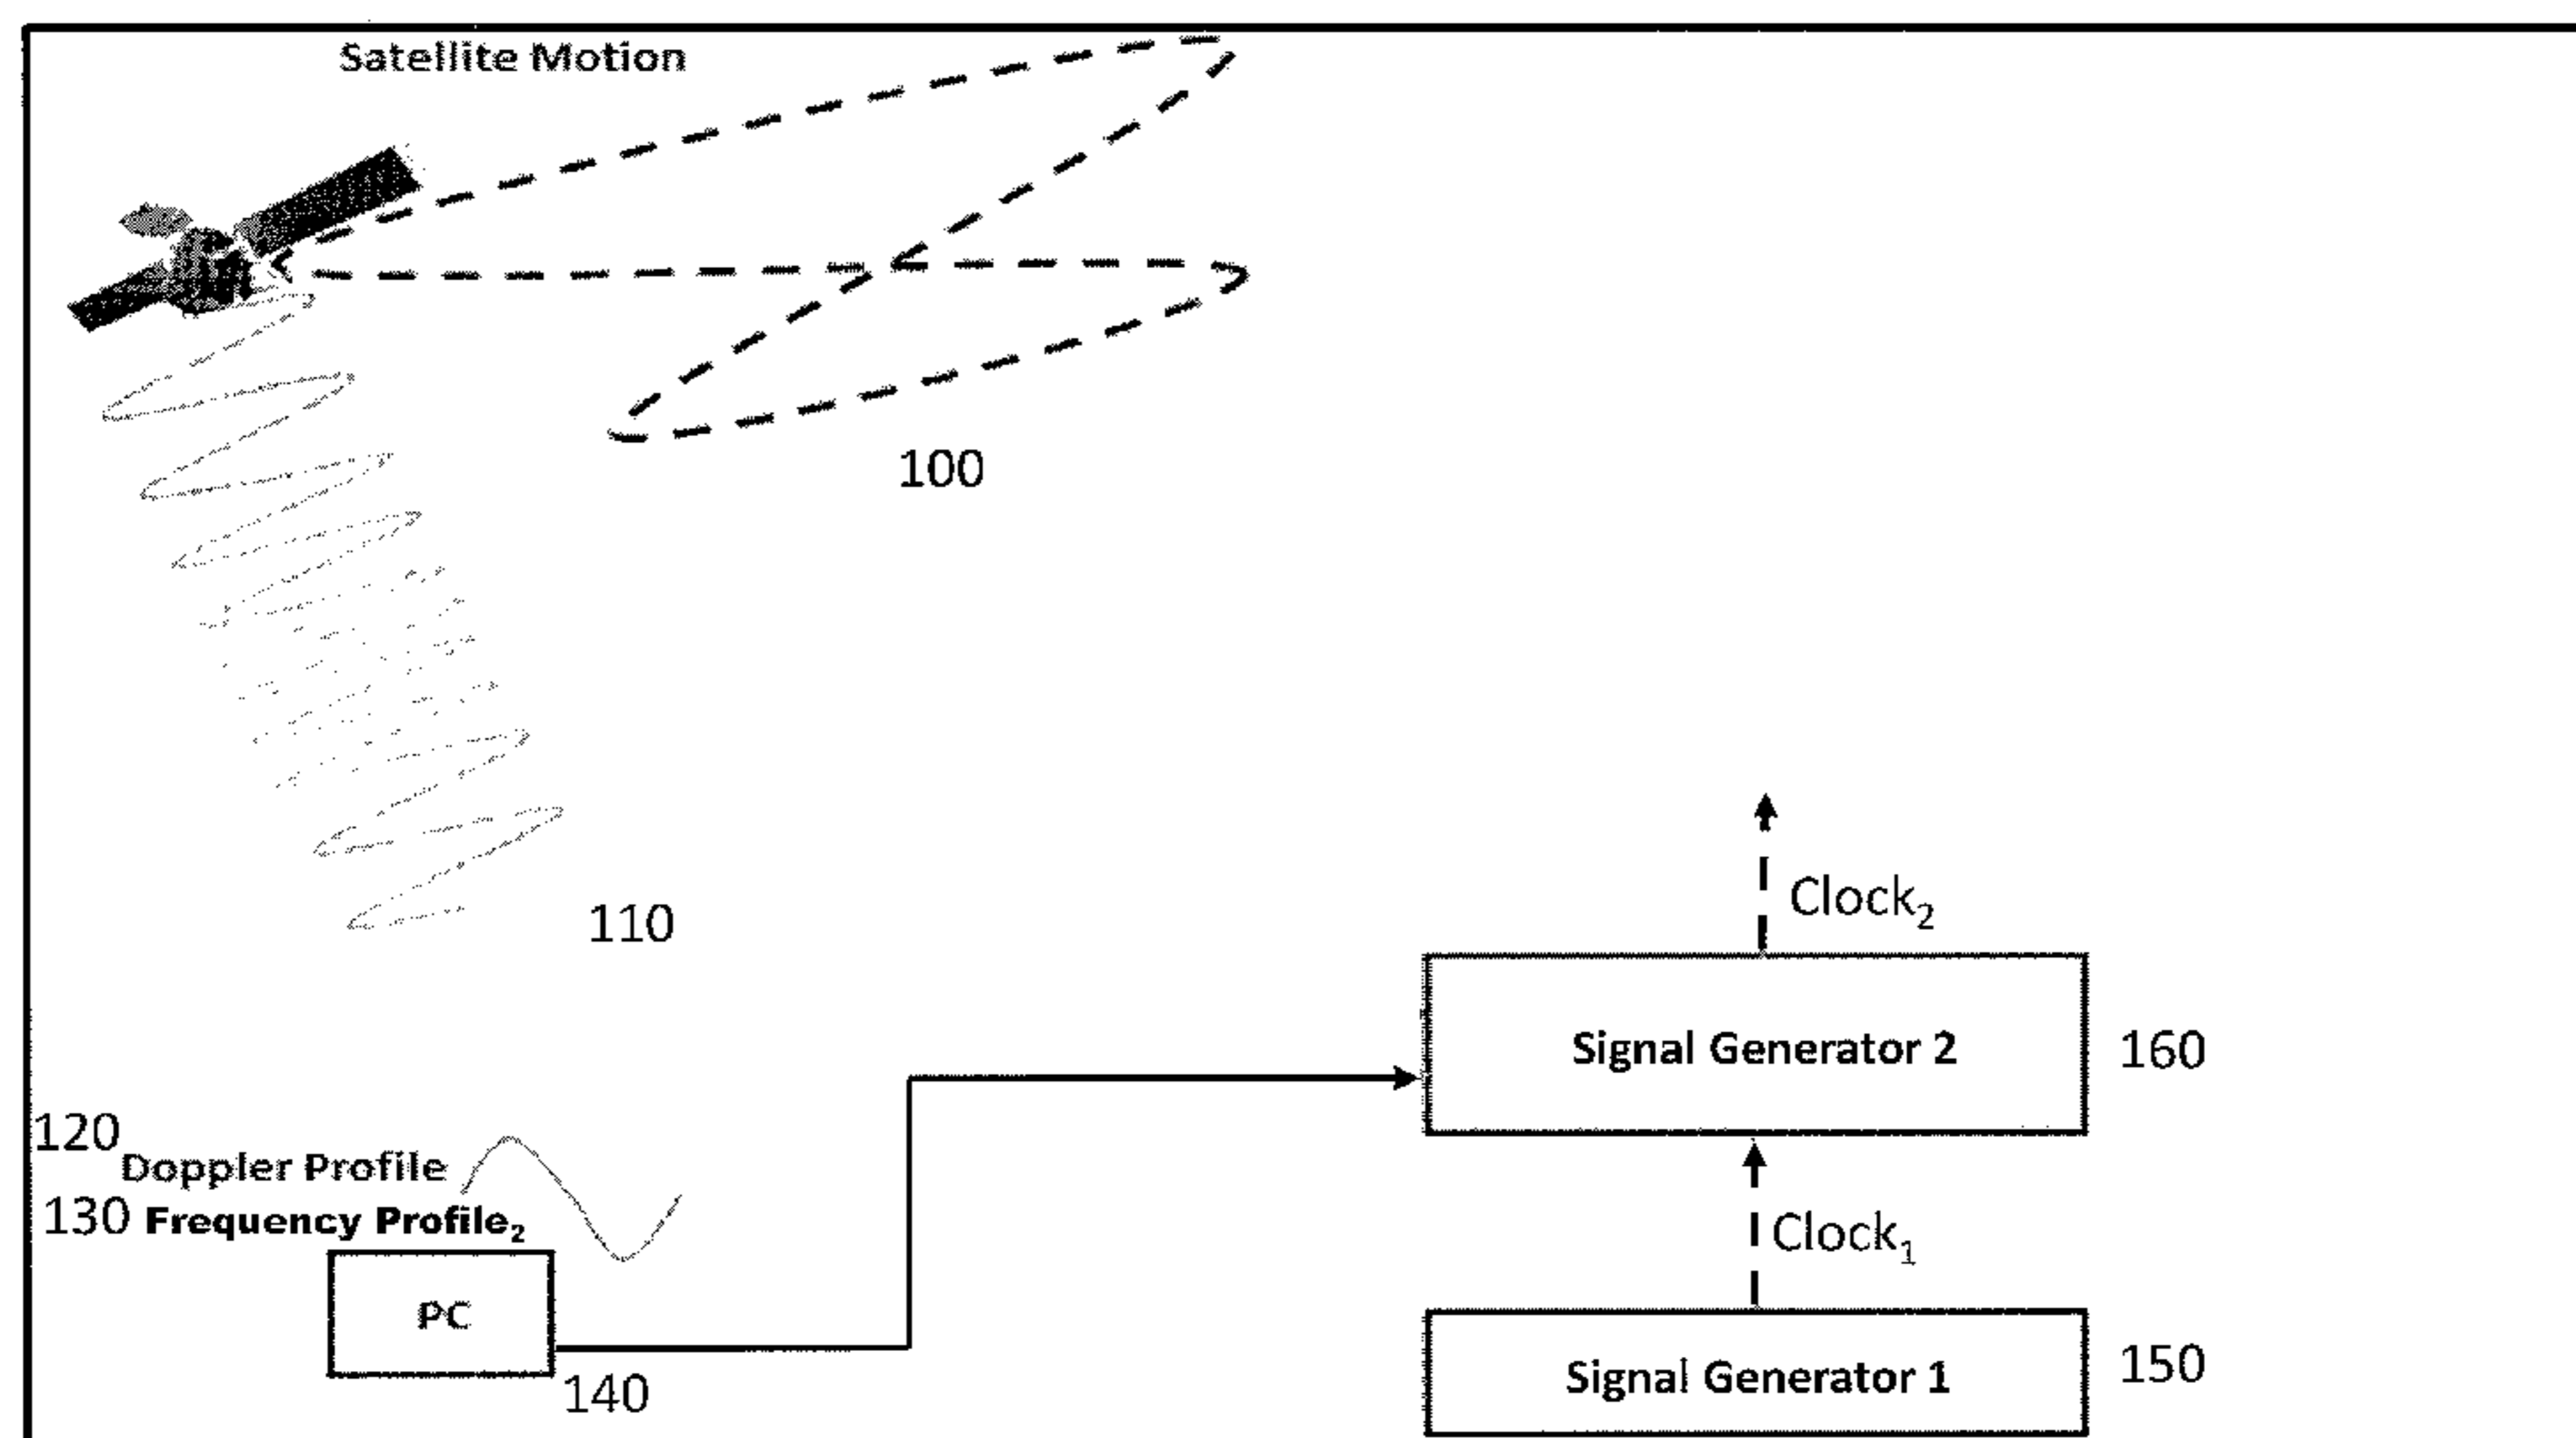 Satellite Motion
100
110
Clock₂
Signal Generator 2
160
120
Doppler Profile
130 Frequency Profile₂
Clock₁
PC
140
Signal Generator 1
150